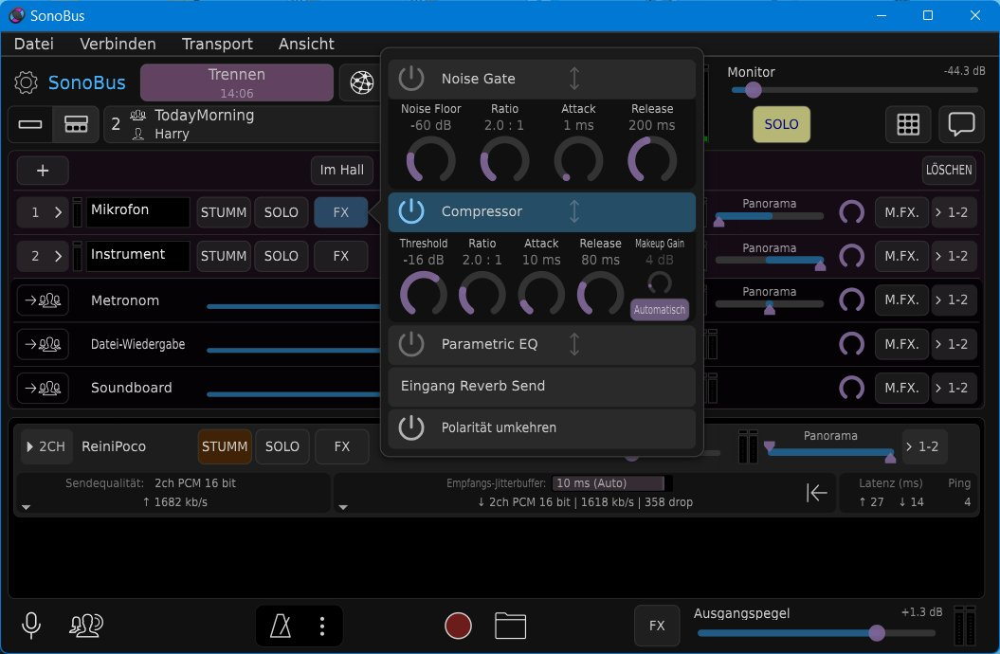 SonoBus
Datei Verbinden Transport Ansicht
SonoBus
Trennen
14:06
Monitor -44.3 dB
2 TodayMorning
Harry
SOLO
+ Im Hall LÖSCHEN
1 > Mikrofon STUMM SOLO FX Panorama M.FX. > 1-2
2 > Instrument STUMM SOLO FX Panorama M.FX. > 1-2
Metronom Panorama M.FX. > 1-2
Datei-Wiedergabe M.FX. > 1-2
Soundboard M.FX. > 1-2
Noise Gate
Noise Floor Ratio Attack Release
-60 dB 2.0 : 1 1 ms 200 ms
Compressor
Threshold Ratio Attack Release Makeup Gain
-16 dB 2.0 : 1 10 ms 80 ms 4 dB
Automatisch
Parametric EQ
Eingang Reverb Send
Polarität umkehren
2CH ReiniPoco STUMM SOLO FX Panorama > 1-2
Sendequalität: 2ch PCM 16 bit
↑ 1682 kb/s
Empfangs-Jitterbuffer: 10 ms (Auto)
↓ 2ch PCM 16 bit | 1618 kb/s | 358 drop
Latenz (ms) Ping
↑ 27 ↓ 14 4
FX Ausgangspegel +1.3 dB